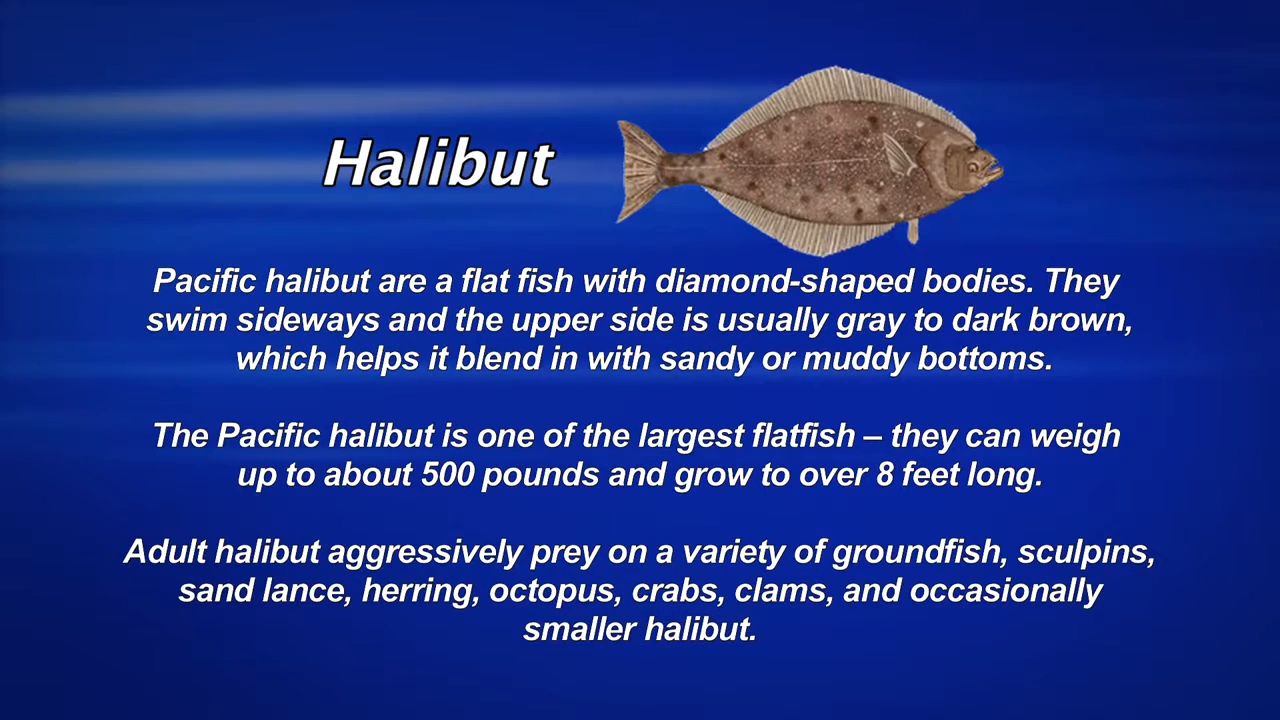 Halibut
Pacific halibut are a flat fish with diamond-shaped bodies. They
swim sideways and the upper side is usually gray to dark brown,
which helps it blend in with sandy or muddy bottoms.
The Pacific halibut is one of the largest flatfish – they can weigh
up to about 500 pounds and grow to over 8 feet long.
Adult halibut aggressively prey on a variety of groundfish, sculpins,
sand lance, herring, octopus, crabs, clams, and occasionally
smaller halibut.